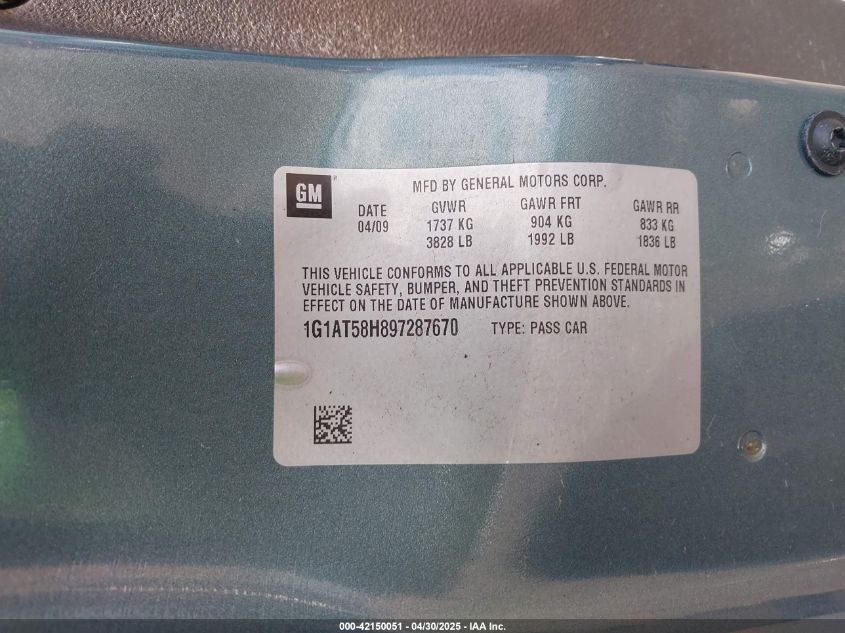 GM
MFD BY GENERAL MOTORS CORP.
DATE GVWR GAWR FRT GAWR RR
04/09 1737 KG 904 KG 833 KG
3828 LB 1992 LB 1836 LB
THIS VEHICLE CONFORMS TO ALL APPLICABLE U.S. FEDERAL MOTOR
VEHICLE SAFETY, BUMPER, AND THEFT PREVENTION STANDARDS IN
EFFECT ON THE DATE OF MANUFACTURE SHOWN ABOVE.
1G1AT58H897287670 TYPE: PASS CAR
000-42150051 - 04/30/2025 - IAA Inc.